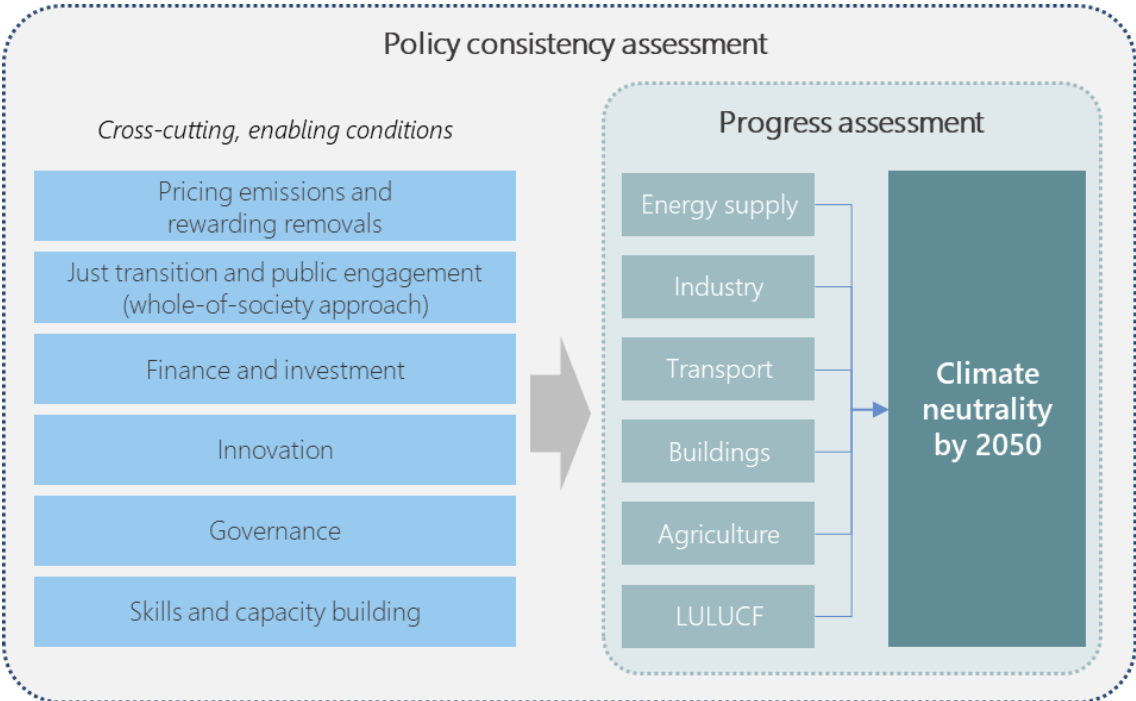 Policy consistency assessment
Cross-cutting, enabling conditions
Pricing emissions and
rewarding removals
Just transition and public engagement
(whole-of-society approach)
Finance and investment
Innovation
Governance
Skills and capacity building
Progress assessment
Energy supply
Industry
Transport
Buildings
Agriculture
LULUCF
Climate
neutrality
by 2050